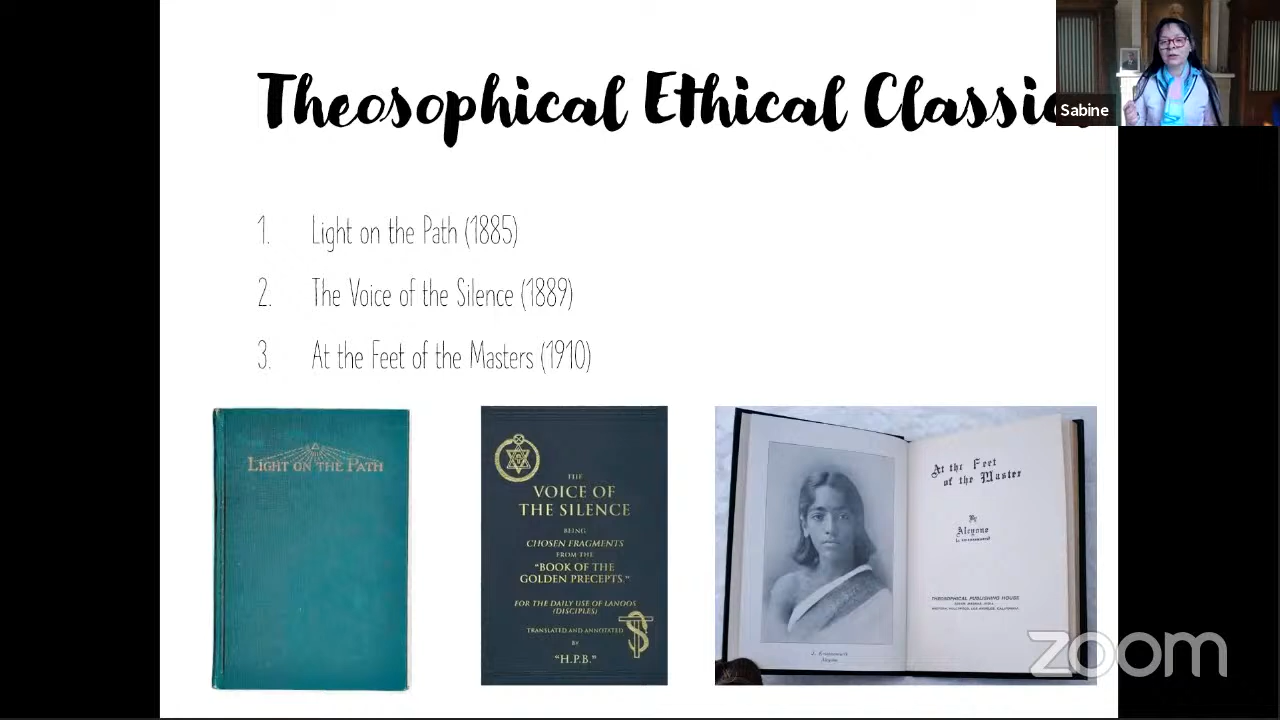 Theosophical Ethical Classics
Sabine
1. Light on the Path (1885)
2. The Voice of the Silence (1889)
3. At the Feet of the Masters (1910)
LIGHT ON THE PATH
THE
VOICE OF
THE SILENCE
BEING
CHOSEN FRAGMENTS
FROM THE
"BOOK OF THE
GOLDEN PRECEPTS."
FOR THE DAILY USE OF LANOOS
(DISCIPLES)
TRANSLATED AND ANNOTATED
BY
"H.P.B."
At the Feet
of the Master
By
Alcyone
THEOSOPHICAL PUBLISHING HOUSE
zoom